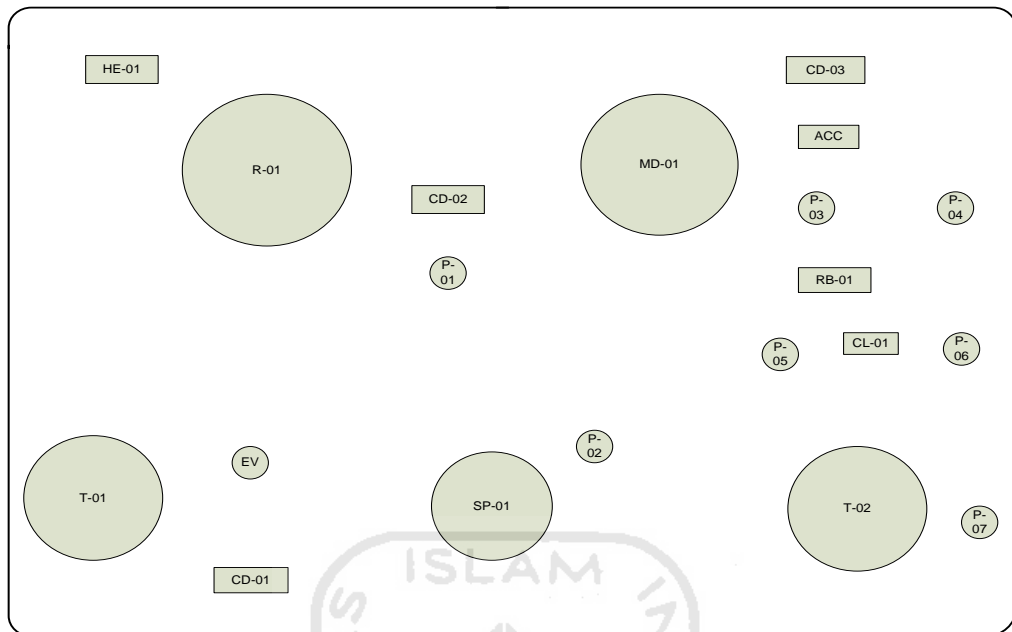 HE-01
CD-03
R-01
MD-01
ACC
CD-02
P-
03
P-
04
P-
01
RB-01
P-
05
CL-01
P-
06
T-01
EV
SP-01
P-
02
T-02
P-
07
CD-01
ISLAM